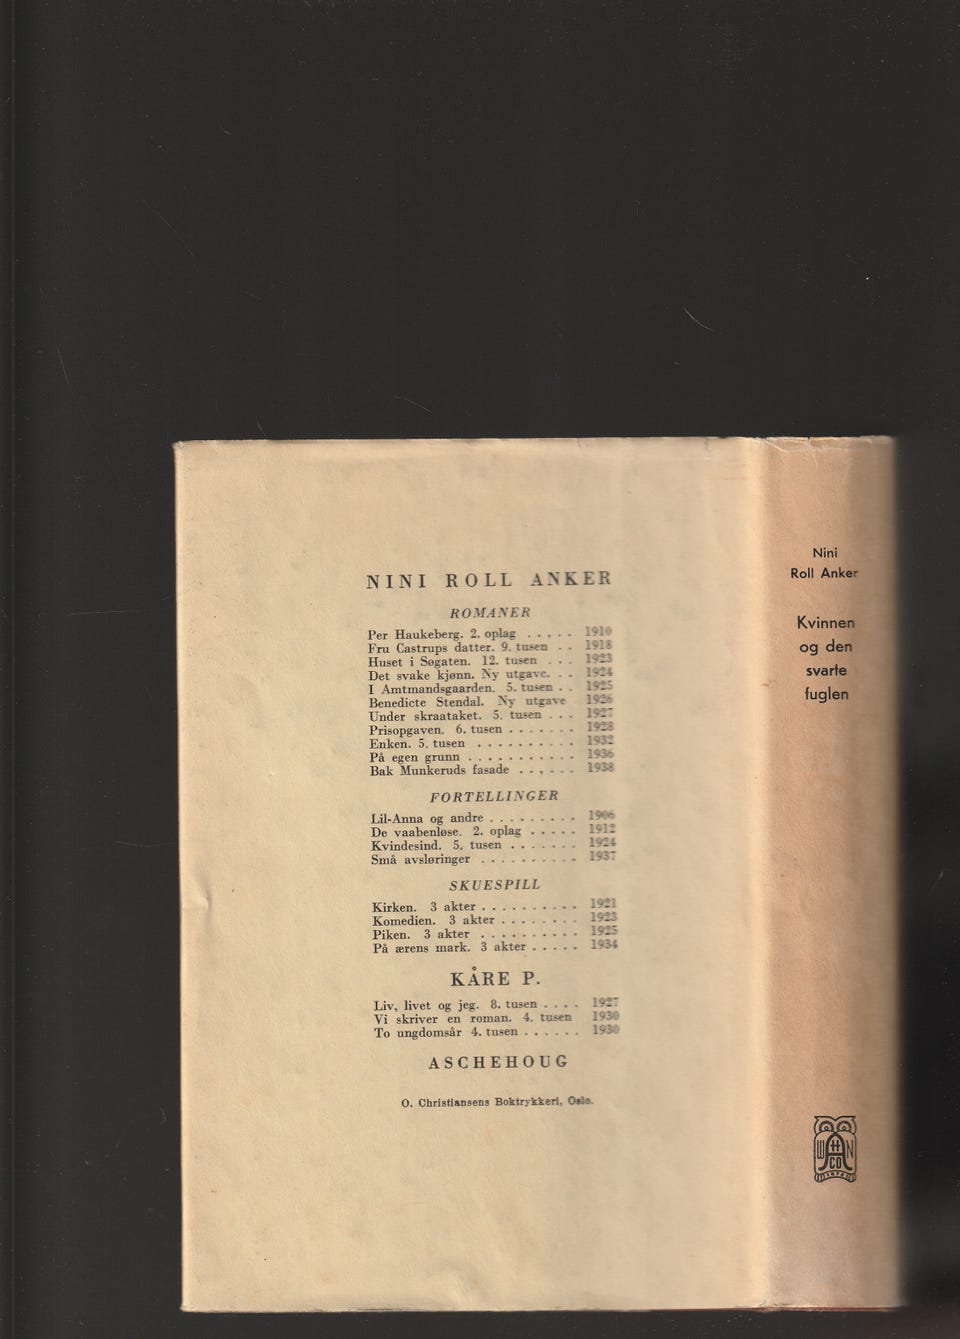 NINI ROLL ANKER
ROMANER
Per Haukeberg. 2. oplag . . . . . 1910
Fru Castrups datter. 9. tusen . . 1918
Huset i Søgaten. 12. tusen . . . 1923
Det svake kjønn. Ny utgave. . . 1924
I Amtmandsgaarden. 5. tusen . . 1925
Benedicte Stendal. Ny utgave 1926
Under skraataket. 5. tusen . . . 1927
Prisopgaven. 6. tusen . . . . . . . 1928
Enken. 5. tusen . . . . . . . . . . 1932
På egen grunn . . . . . . . . . . . 1936
Bak Munkeruds fasade . . . . . . 1938
FORTELLINGER
Lil-Anna og andre . . . . . . . . . 1906
De vaabenløse. 2. oplag . . . . . 1912
Kvindesind. 5. tusen . . . . . . . 1924
Små avsløringer . . . . . . . . . . 1937
SKUESPILL
Kirken. 3 akter . . . . . . . . . . 1921
Komedien. 3 akter . . . . . . . . 1923
Piken. 3 akter . . . . . . . . . . 1925
På ærens mark. 3 akter . . . . . 1934
KÅRE P.
Liv, livet og jeg. 8. tusen . . . . 1927
Vi skriver en roman. 4. tusen 1930
To ungdomsår 4. tusen . . . . . . 1930
ASCHEHOUG
O. Christiansens Boktrykkeri, Oslo.
Nini
Roll Anker
Kvinnen
og den
svarte
fuglen